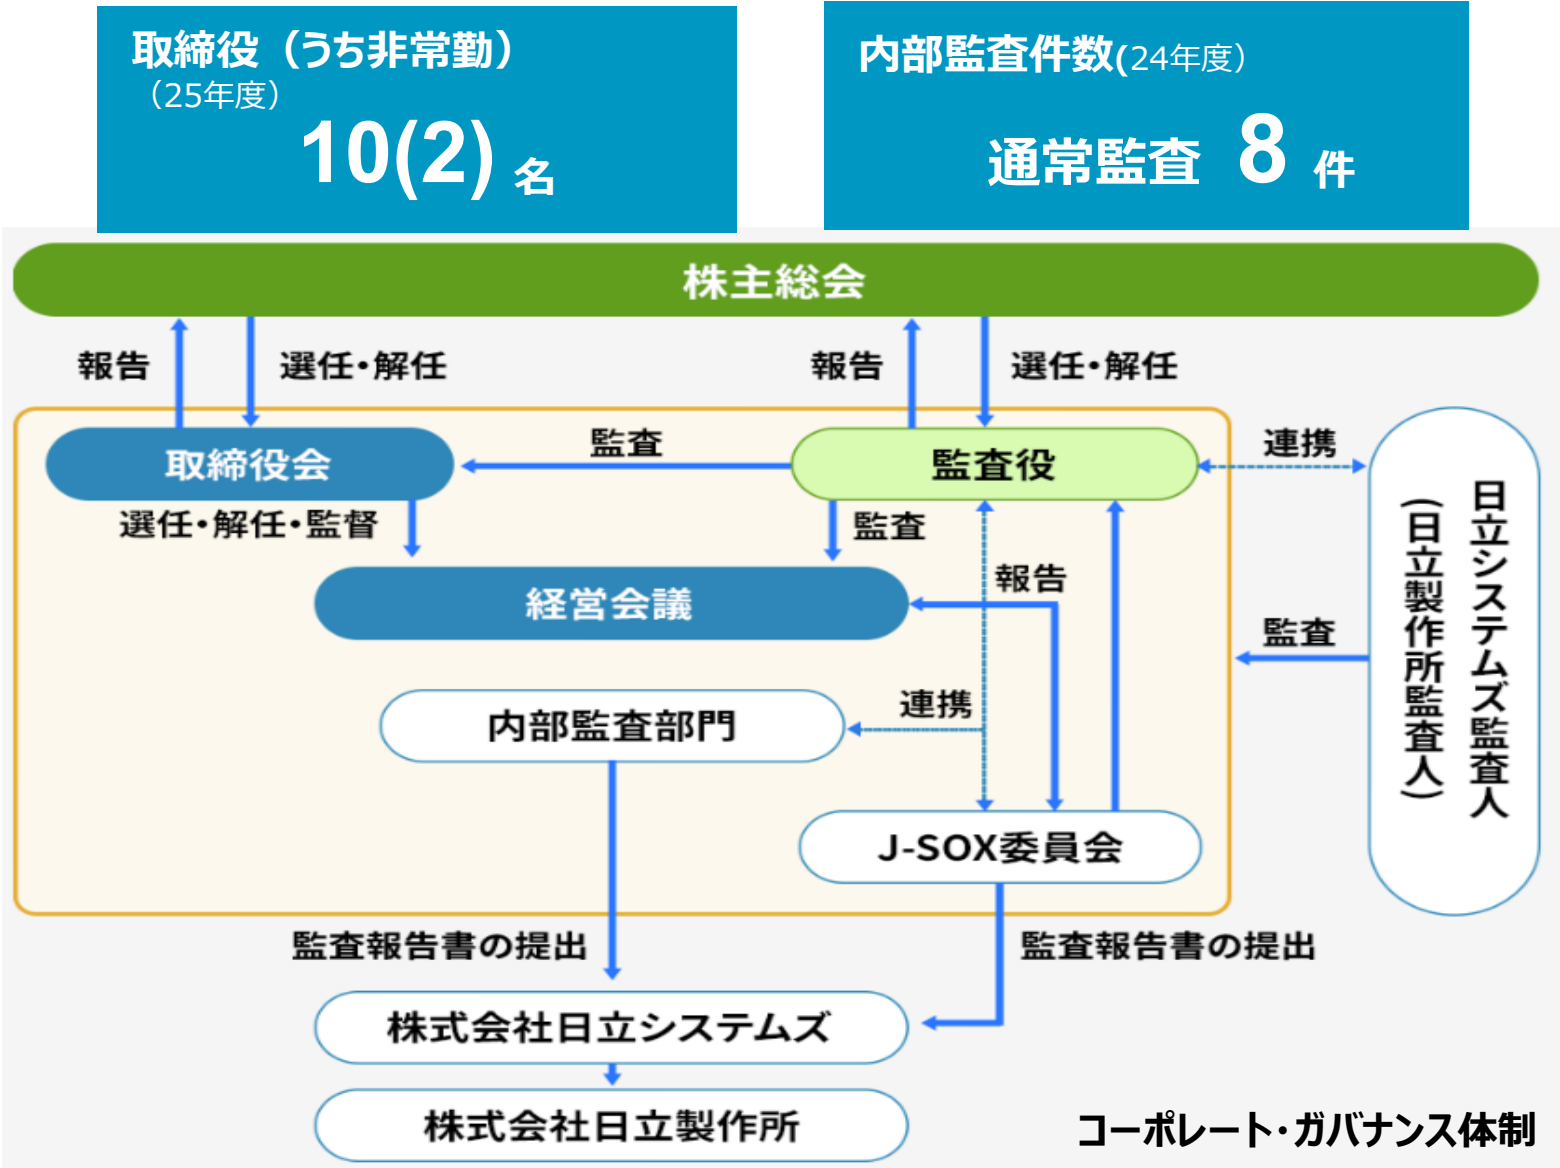 取締役（うち非常勤）
（25年度）
10(2) 名
内部監査件数(24年度）
通常監査 8 件
株主総会
報告
選任・解任
報告
選任・解任
取締役会
監査
監査役
連携
選任・解任・監督
監査
経営会議
報告
監査
内部監査部門
連携
J-SOX委員会
日立システムズ監査人
(日立製作所監査人)
監査報告書の提出
監査報告書の提出
株式会社日立システムズ
株式会社日立製作所
コーポレート・ガバナンス体制